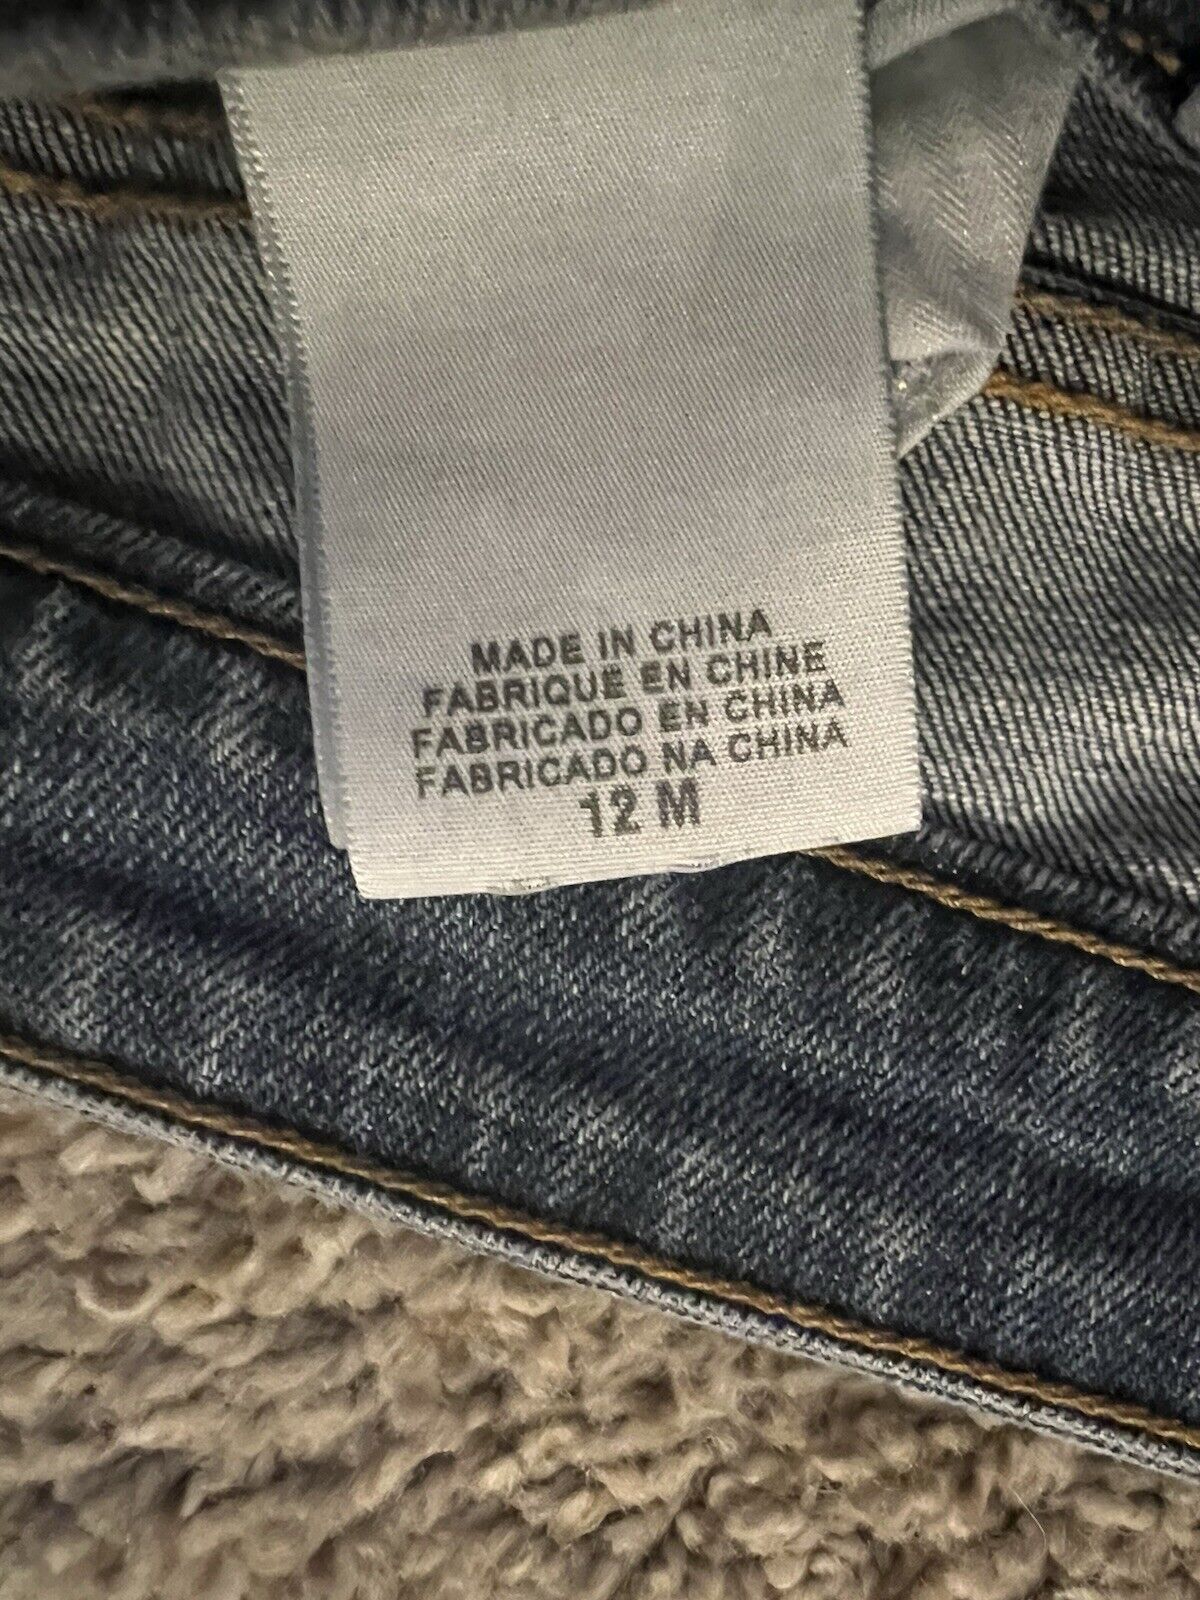 MADE IN CHINA
FABRIQUE EN CHINE
FABRICADO EN CHINA
FABRICADO NA CHINA
12 M